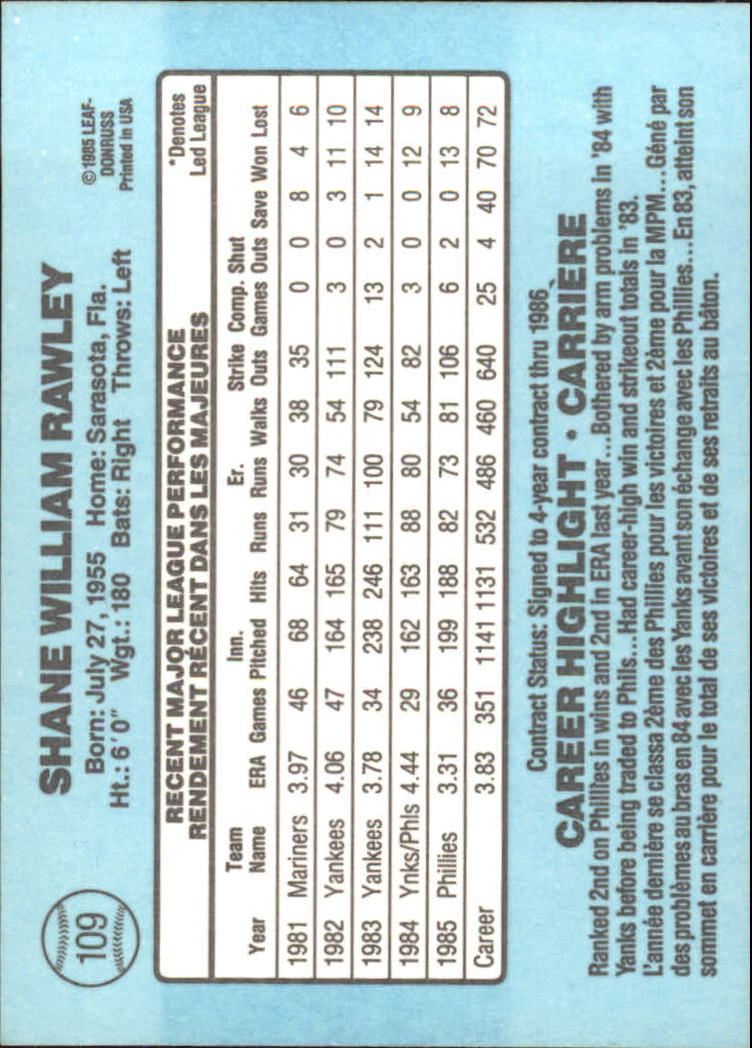 109
SHANE WILLIAM RAWLEY
Born: July 27, 1955 Home: Sarasota, Fla.
Ht.: 6'0" Wgt.: 180 Bats: Right Throws: Left
© 1985 LEAF-
DONRUSS
Printed in USA
RECENT MAJOR LEAGUE PERFORMANCE
RENDEMENT RÉCENT DANS LES MAJEURES
*Denotes
Led League
Team Inn. Er. Strike Comp. Shut
Year Name ERA Games Pitched Hits Runs Runs Walks Outs Games Outs Save Won Lost
1981 Mariners 3.97 46 68 64 31 30 38 35 0 0 8 4 6
1982 Yankees 4.06 47 164 165 79 74 54 111 3 0 3 11 10
1983 Yankees 3.78 34 238 246 111 100 79 124 13 2 1 14 14
1984 Ynks/Phls 4.44 29 162 163 88 80 54 82 3 0 0 12 9
1985 Phillies 3.31 36 199 188 82 73 81 106 6 2 0 13 8
Career 3.83 351 1141 1131 532 486 460 640 25 4 40 70 72
Contract Status: Signed to 4-year contract thru 1986
CAREER HIGHLIGHT • CARRIÈRE
Ranked 2nd on Phillies in wins and 2nd in ERA last year...Bothered by arm problems in '84 with
Yanks before being traded to Phils...Had career-high win and strikeout totals in '83.
L'année dernière se classa 2ème des Phillies pour les victoires et 2ème pour la MPM...Géné par
des problèmes au bras en 84 avec les Yanks avant son échange avec les Phillies...En 83, atteint son
sommet en carrière pour le total de ses victoires et de ses retraits au bâton.